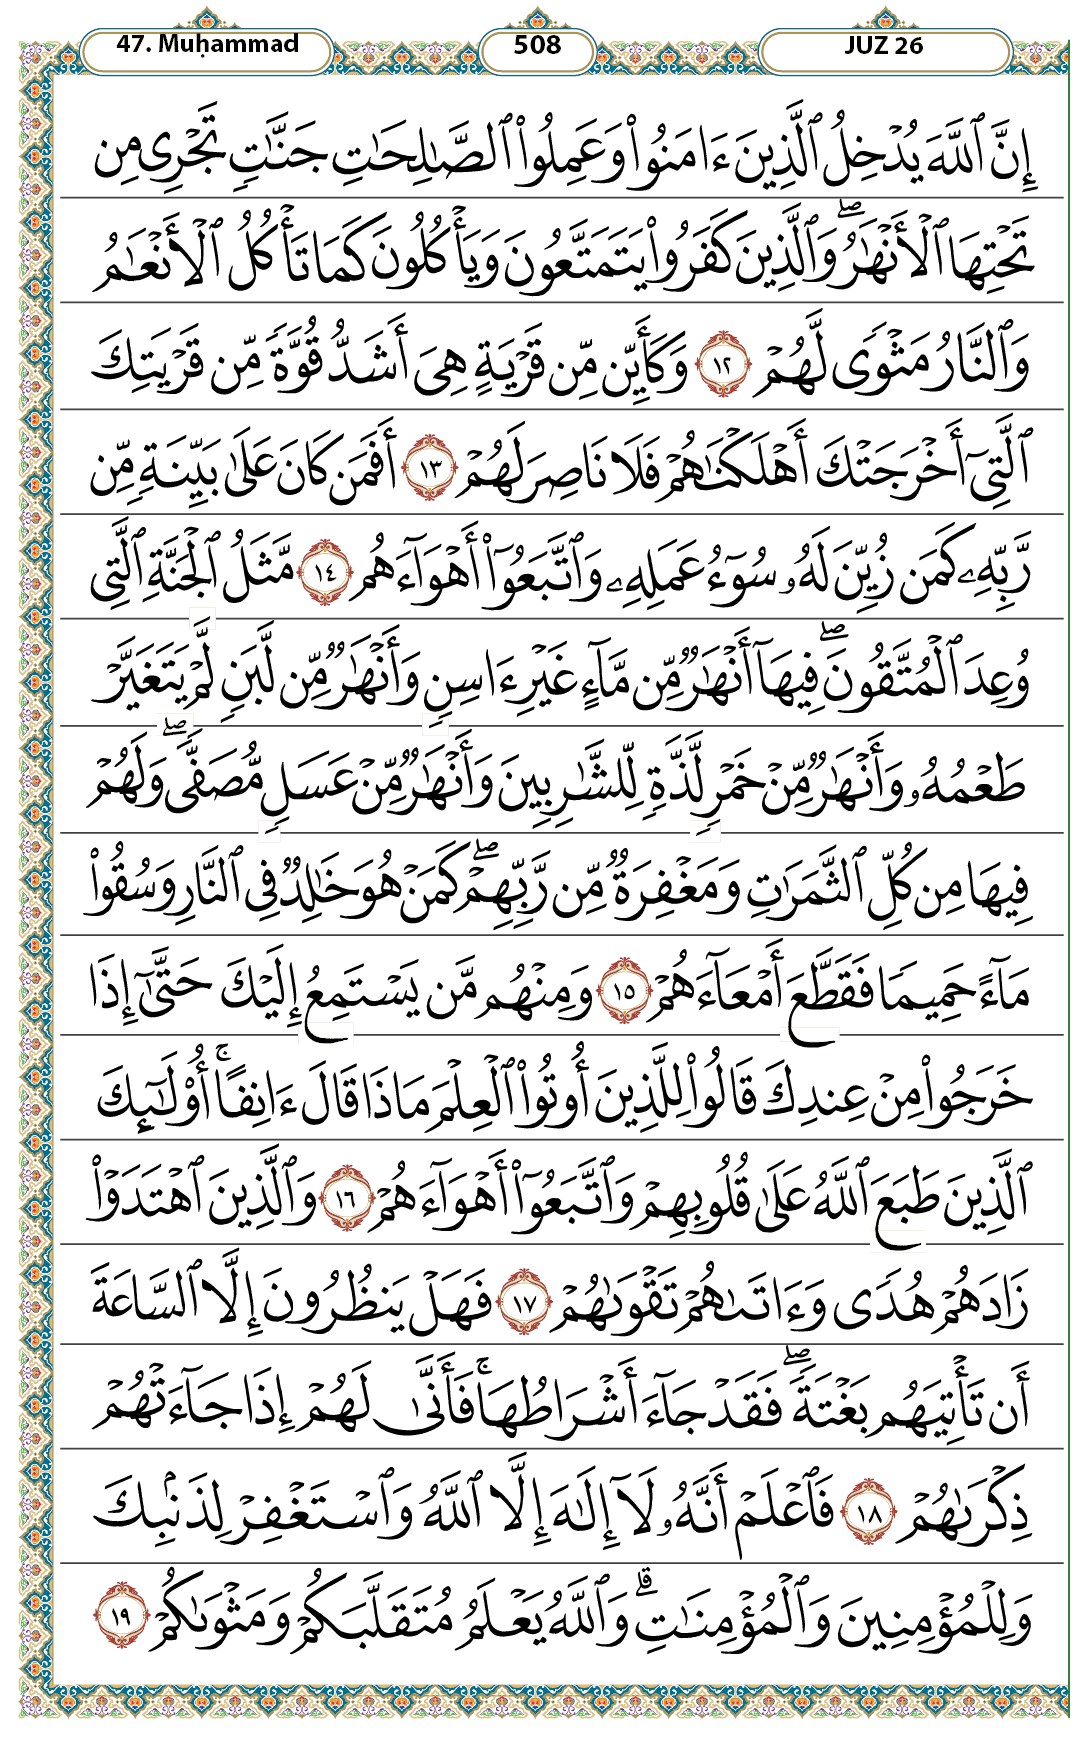 47. Muḥammad 508 JUZ 26
إِنَّ ٱللَّهَ يُدْخِلُ ٱلَّذِينَ ءَامَنُوا۟ وَعَمِلُوا۟ ٱلصَّٰلِحَٰتِ جَنَّٰتٍ تَجْرِى مِن
تَحْتِهَا ٱلْأَنْهَٰرُ ۖ وَٱلَّذِينَ كَفَرُوا۟ يَتَمَتَّعُونَ وَيَأْكُلُونَ كَمَا تَأْكُلُ ٱلْأَنْعَٰمُ
وَٱلنَّارُ مَثْوًى لَّهُمْ ١٢ وَكَأَيِّن مِّن قَرْيَةٍ هِىَ أَشَدُّ قُوَّةً مِّن قَرْيَتِكَ
ٱلَّتِىٓ أَخْرَجَتْكَ أَهْلَكْنَٰهُمْ فَلَا نَاصِرَ لَهُمْ ١٣ أَفَمَن كَانَ عَلَىٰ بَيِّنَةٍ مِّن
رَّبِّهِۦ كَمَن زُيِّنَ لَهُۥ سُوٓءُ عَمَلِهِۦ وَٱتَّبَعُوٓا۟ أَهْوَآءَهُم ١٤ مَّثَلُ ٱلْجَنَّةِ ٱلَّتِى
وُعِدَ ٱلْمُتَّقُونَ ۖ فِيهَآ أَنْهَٰرٌ مِّن مَّآءٍ غَيْرِ ءَاسِنٍ وَأَنْهَٰرٌ مِّن لَّبَنٍ لَّمْ يَتَغَيَّرْ
طَعْمُهُۥ وَأَنْهَٰرٌ مِّنْ خَمْرٍ لَّذَّةٍ لِّلشَّٰرِبِينَ وَأَنْهَٰرٌ مِّنْ عَسَلٍ مُّصَفًّى ۖ وَلَهُمْ
فِيهَا مِن كُلِّ ٱلثَّمَرَٰتِ وَمَغْفِرَةٌ مِّن رَّبِّهِمْ ۖ كَمَنْ هُوَ خَٰلِدٌ فِى ٱلنَّارِ وَسُقُوا۟
مَآءً حَمِيمًا فَقَطَّعَ أَمْعَآءَهُمْ ١٥ وَمِنْهُم مَّن يَسْتَمِعُ إِلَيْكَ حَتَّىٰٓ إِذَا
خَرَجُوا۟ مِنْ عِندِكَ قَالُوا۟ لِلَّذِينَ أُوتُوا۟ ٱلْعِلْمَ مَاذَا قَالَ ءَانِفًا ۚ أُو۟لَٰٓئِكَ
ٱلَّذِينَ طَبَعَ ٱللَّهُ عَلَىٰ قُلُوبِهِمْ وَٱتَّبَعُوٓا۟ أَهْوَآءَهُمْ ١٦ وَٱلَّذِينَ ٱهْتَدَوْا۟
زَادَهُمْ هُدًى وَءَاتَىٰهُمْ تَقْوَىٰهُمْ ١٧ فَهَلْ يَنظُرُونَ إِلَّا ٱلسَّاعَةَ
أَن تَأْتِيَهُم بَغْتَةً ۖ فَقَدْ جَآءَ أَشْرَاطُهَا ۚ فَأَنَّىٰ لَهُمْ إِذَا جَآءَتْهُمْ
ذِكْرَىٰهُمْ ١٨ فَٱعْلَمْ أَنَّهُۥ لَآ إِلَٰهَ إِلَّا ٱللَّهُ وَٱسْتَغْفِرْ لِذَنۢبِكَ
وَلِلْمُؤْمِنِينَ وَٱلْمُؤْمِنَٰتِ ۗ وَٱللَّهُ يَعْلَمُ مُتَقَلَّبَكُمْ وَمَثْوَىٰكُمْ ١٩